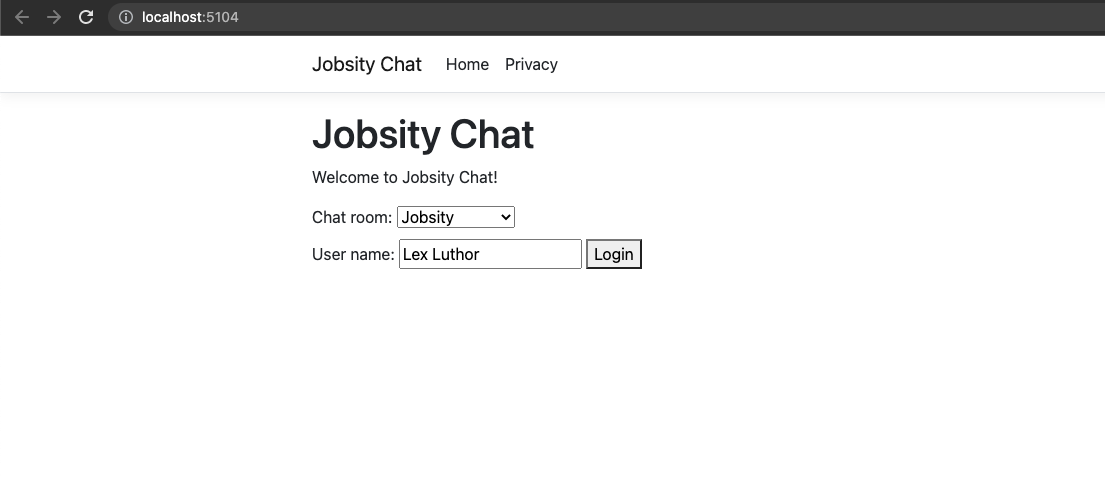 localhost:5104
Jobsity Chat Home Privacy
Jobsity Chat
Welcome to Jobsity Chat!
Chat room: Jobsity
User name: Lex Luthor Login